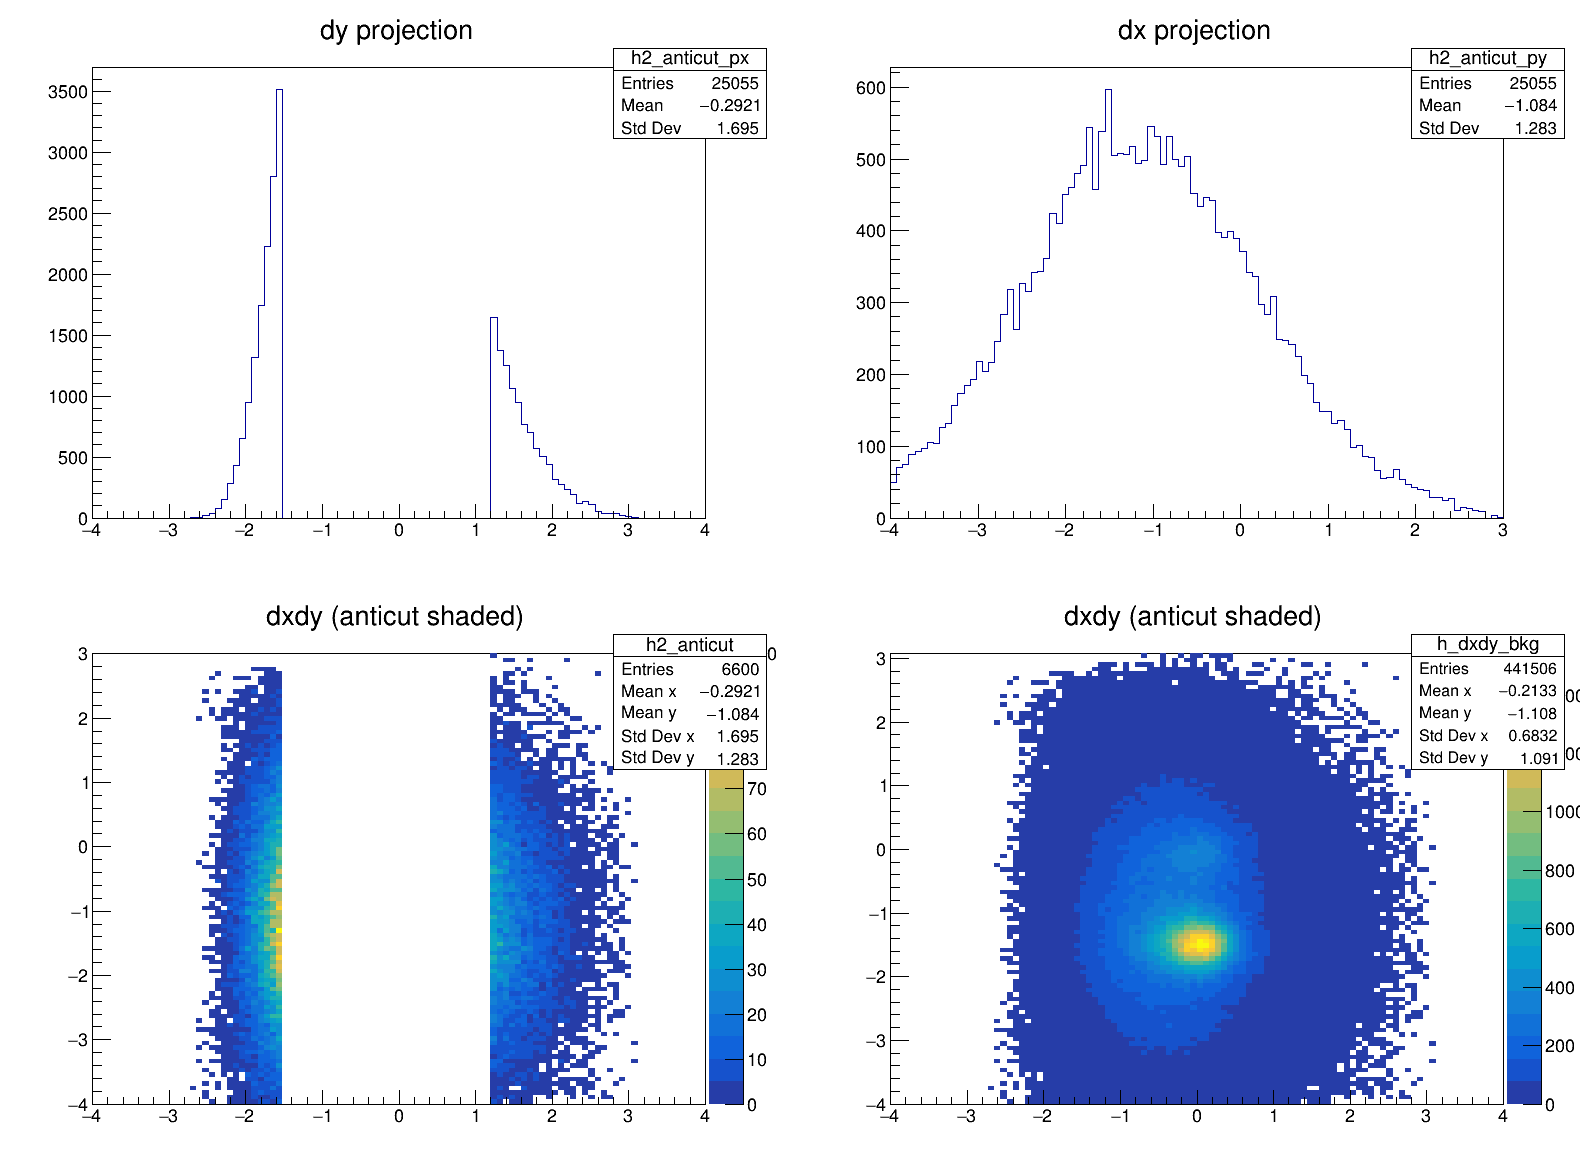 dy projection
h2_anticut_px
Entries 25055
Mean −0.2921
Std Dev 1.695
3500
3000
2500
2000
1500
1000
500
0
−4 −3 −2 −1 0 1 2 3 4
dx projection
h2_anticut_py
Entries 25055
Mean −1.084
Std Dev 1.283
600
500
400
300
200
100
0
−4 −3 −2 −1 0 1 2 3
dxdy (anticut shaded)
h2_anticut
Entries 6600
Mean x −0.2921
Mean y −1.084
Std Dev x 1.695
Std Dev y 1.283
3
2
1
0
−1
−2
−3
−4
−4 −3 −2 −1 0 1 2 3
0
70
60
50
40
30
20
10
0
dxdy (anticut shaded)
h_dxdy_bkg
Entries 441506
Mean x −0.2133
Mean y −1.108
Std Dev x 0.6832
Std Dev y 1.091
3
2
1
0
−1
−2
−3
−4
−4 −3 −2 −1 0 1 2 3 4
1000
800
600
400
200
0